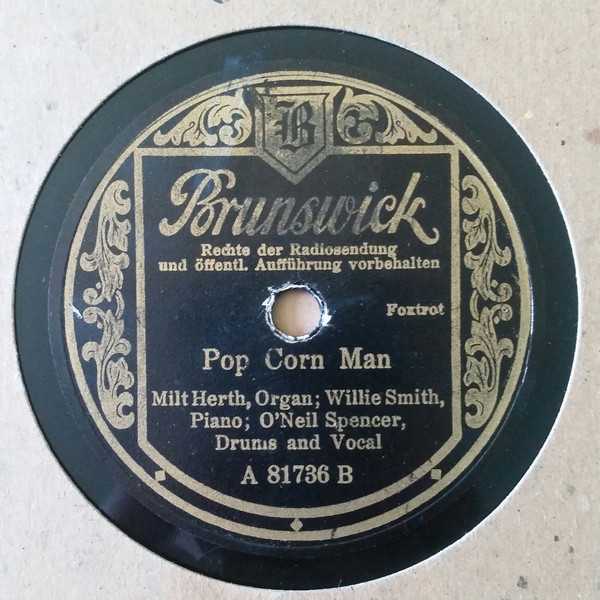 B
Brunswick
Rechte der Radiosendung
und öffentl. Aufführung vorbehalten
Foxtrot
Pop Corn Man
Milt Herth, Organ; Willie Smith,
Piano; O'Neil Spencer,
Drums and Vocal
A 81736 B